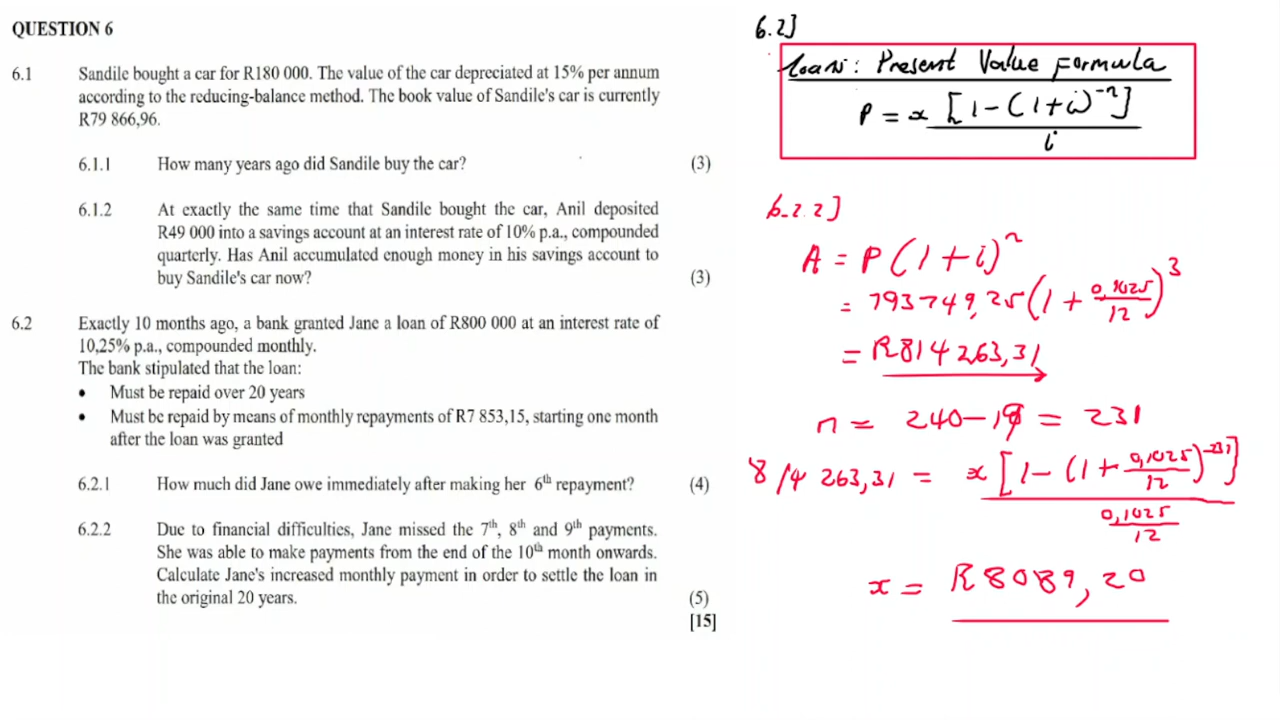 QUESTION 6
6.1 Sandile bought a car for R180 000. The value of the car depreciated at 15% per annum
according to the reducing-balance method. The book value of Sandile's car is currently
R79 866,96.
6.1.1 How many years ago did Sandile buy the car? (3)
6.1.2 At exactly the same time that Sandile bought the car, Anil deposited
R49 000 into a savings account at an interest rate of 10% p.a., compounded
quarterly. Has Anil accumulated enough money in his savings account to
buy Sandile's car now? (3)
6.2 Exactly 10 months ago, a bank granted Jane a loan of R800 000 at an interest rate of
10,25% p.a., compounded monthly.
The bank stipulated that the loan:
• Must be repaid over 20 years
• Must be repaid by means of monthly repayments of R7 853,15, starting one month
after the loan was granted
6.2.1 How much did Jane owe immediately after making her 6th repayment? (4)
6.2.2 Due to financial difficulties, Jane missed the 7th, 8th and 9th payments.
She was able to make payments from the end of the 10th month onwards.
Calculate Jane's increased monthly payment in order to settle the loan in
the original 20 years. (5)
[15]
6.2]
Loans: Present Value Formula
P = x [1-(1+i)^-n]
i
6.2.2]
A = P(1+i)^n
= 793749,25(1+ 0,1025/12)^3
= R814 263,31
n = 240-9 = 231
814 263,31 = x[1-(1+ 0,1025/12)^-231]
0,1025/12
x = R8089,20